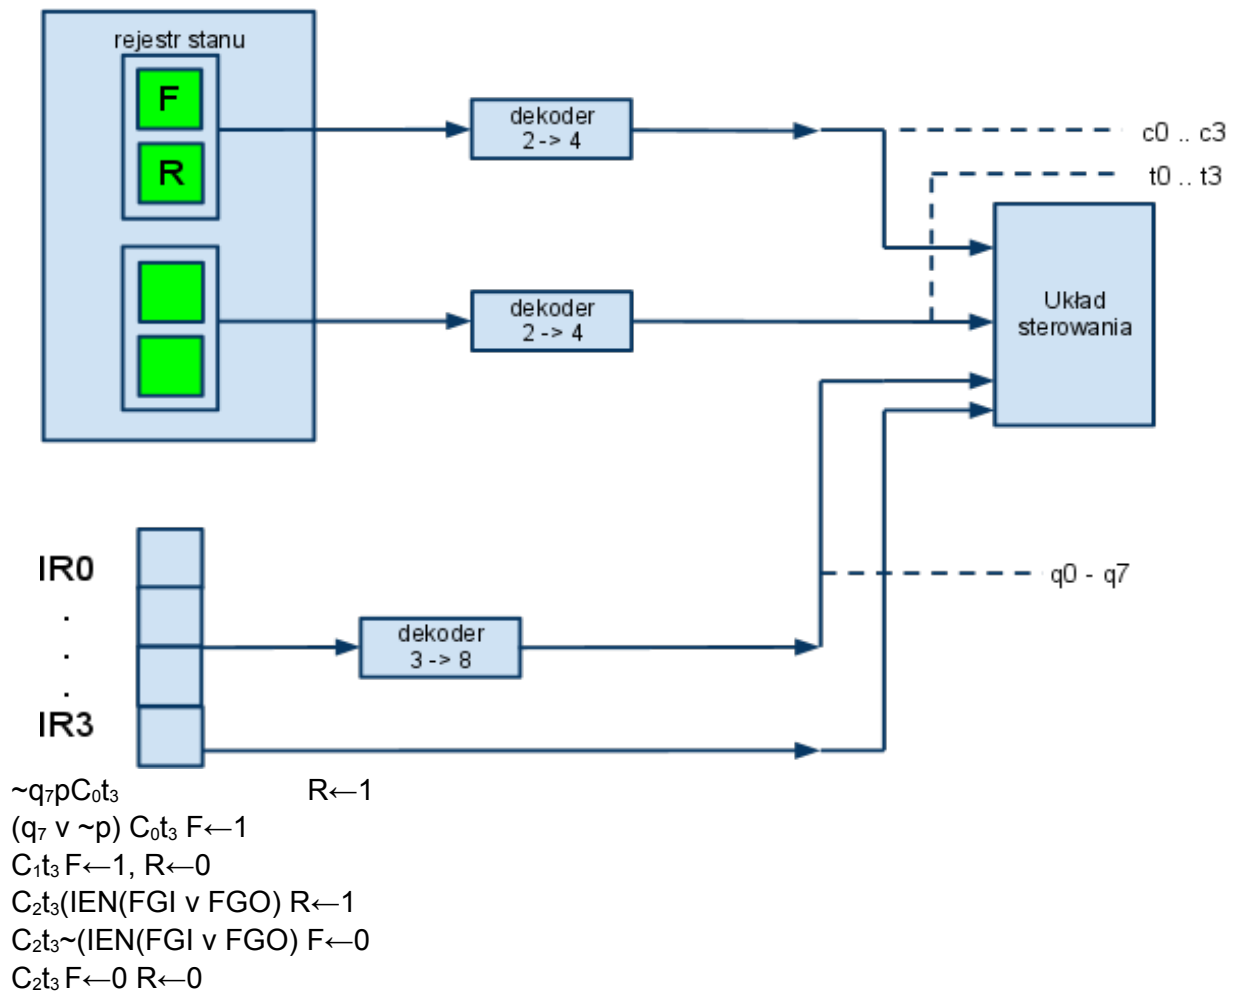 rejestr stanu
F
R
dekoder
2 -> 4
c0 .. c3
t0 .. t3
dekoder
2 -> 4
Układ
sterowania
IR0
.
.
.
IR3
dekoder
3 -> 8
q0 - q7
~q₇pC₀t₃ R←1
(q₇ v ~p) C₀t₃ F←1
C₁t₃ F←1, R←0
C₂t₃(IEN(FGI v FGO) R←1
C₂t₃~(IEN(FGI v FGO) F←0
C₂t₃ F←0 R←0